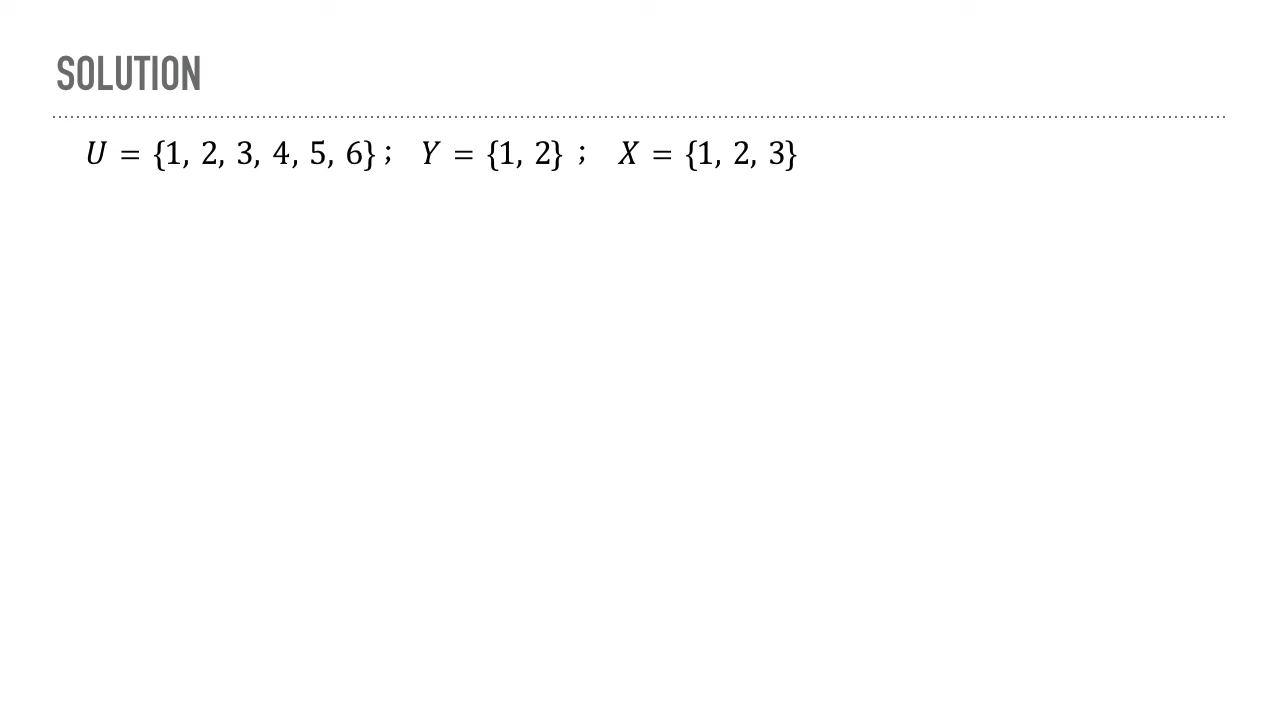 SOLUTION
U = {1, 2, 3, 4, 5, 6} ; Y = {1, 2} ; X = {1, 2, 3}